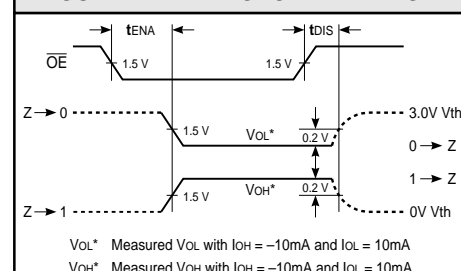 tENA tDIS
OE 1.5 V 1.5 V
Z 0 3.0V Vth
1.5 V VOL* 0.2 V
0 Z
1 Z
1.5 V VOH* 0.2 V
Z 1 0V Vth
VOL* Measured VOL with IOH = –10mA and IOL = 10mA
VOH* Measured VOH with IOH = –10mA and IOL = 10mA